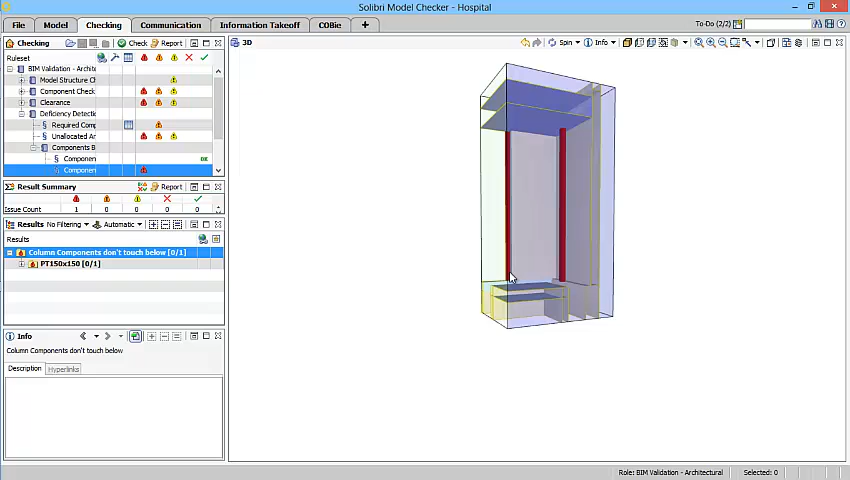 Solibri Model Checker - Hospital
File Model Checking Communication Information Takeoff COBie +
To-Do (2/2)
Checking Check Report
3D
Spin Info
Ruleset
BIM Validation - Archite
Model Structure Cl
Component Check
Clearance
Deficiency Detectio
§ Required Comp
§ Unallocated Ar
Components B
§ Componen
OK
§ Componen
Result Summary Report
Issue Count 1 0 0 0 0
Results No Filtering Automatic
Results
Column Components don't touch below [0/1]
PT150x150 [0/1]
Info
Column Components don't touch below
Description Hyperlinks
Role: BIM Validation - Architectural Selected: 0